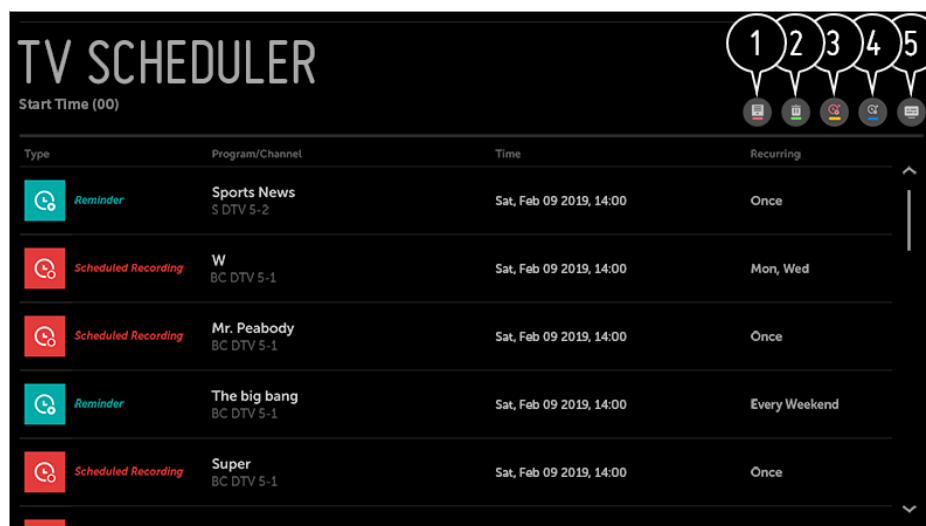 TV SCHEDULER
Start Time (00)
1 2 3 4 5
Type Program/Channel Time Recurring
Reminder Sports News Sat, Feb 09 2019, 14:00 Once
S DTV 5-2
Scheduled Recording W Sat, Feb 09 2019, 14:00 Mon, Wed
BC DTV 5-1
Scheduled Recording Mr. Peabody Sat, Feb 09 2019, 14:00 Once
BC DTV 5-1
Reminder The big bang Sat, Feb 09 2019, 14:00 Every Weekend
BC DTV 5-1
Scheduled Recording Super Sat, Feb 09 2019, 14:00 Once
BC DTV 5-1